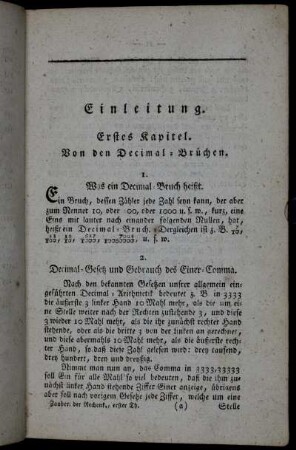 Einleitung.
Erstes Kapitel.
Von den Decimal-Brüchen.
1.
Was ein Decimal-Bruch heißt.
Ein Bruch, dessen Zähler jede Zahl seyn kann, der aber
zum Nenner 10, oder 100, oder 1000 u. s. w., kurz, eine
Eins mit lauter nach einander folgenden Nullen, hat,
heißt ein Decimal-Bruch. Dergleichen ist z. B.
u. s. w.
2.
Decimal-Gesetz und Gebrauch des Einer-Comma.
Nach den bekannten Gesetzen unsrer allgemein ein-
geführten Decimal-Arithmetik bedeutet z. B. in 3333
die äußerste 3 linker Hand 10 Mahl mehr, als die um ei-
ne Stelle weiter nach der Rechten zustehende 3, und diese
3 wieder 10 Mahl mehr, als die ihr zunächst rechter Hand
stehende, oder als die dritte 3 von der linken an gerechnet,
und diese abermahls 10 Mahl mehr, als die äußerste rech-
ter Hand, so daß diese Zahl gelesen wird: drey tausend,
drey hundert, drey und dreyßig.
Nimmt man nun an, das Comma in 3333,33333
soll Ein für alle Mahl so viel bedeuten, daß die ihm zu-
nächst linker Hand stehende Ziffer Einer anzeige, übrigens
aber soll nach vorigem Gesetze jede Ziffer, welche um eine
Zauber. der Rechenk., erster Th. (a) Stelle